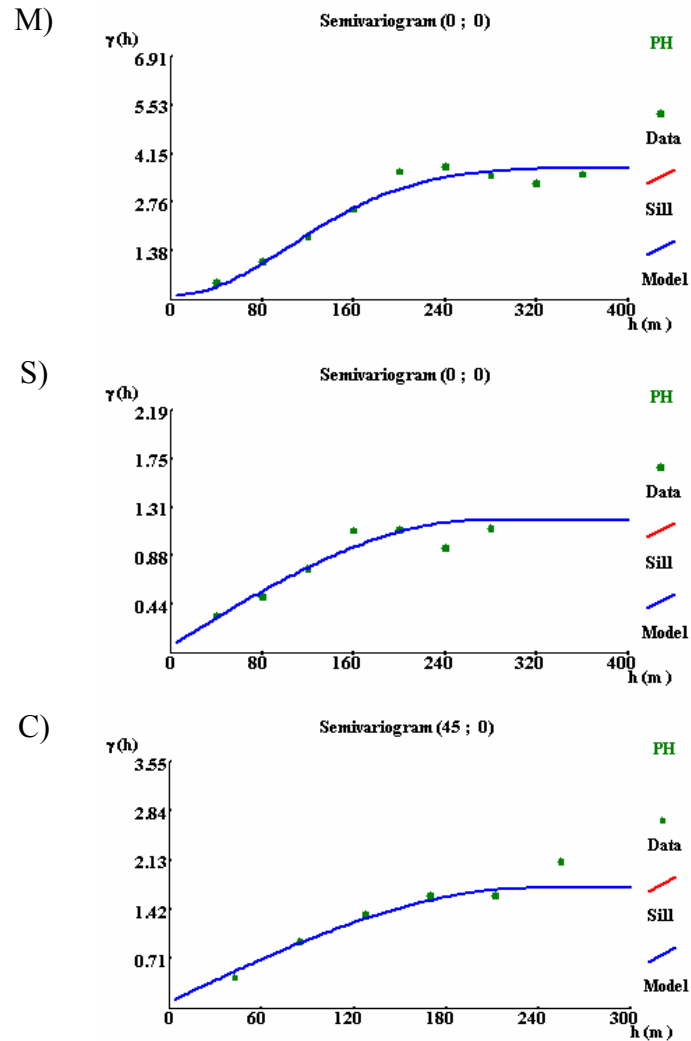 M)
Semivariogram (0 ; 0)
γ(h)
6.91
5.53
4.15
2.76
1.38
0
80
160
240
320
400
h (m)
PH
Data
Sill
Model
S)
Semivariogram (0 ; 0)
γ(h)
2.19
1.75
1.31
0.88
0.44
0
80
160
240
320
400
h (m)
PH
Data
Sill
Model
C)
Semivariogram (45 ; 0)
γ(h)
3.55
2.84
2.13
1.42
0.71
0
60
120
180
240
300
h (m)
PH
Data
Sill
Model